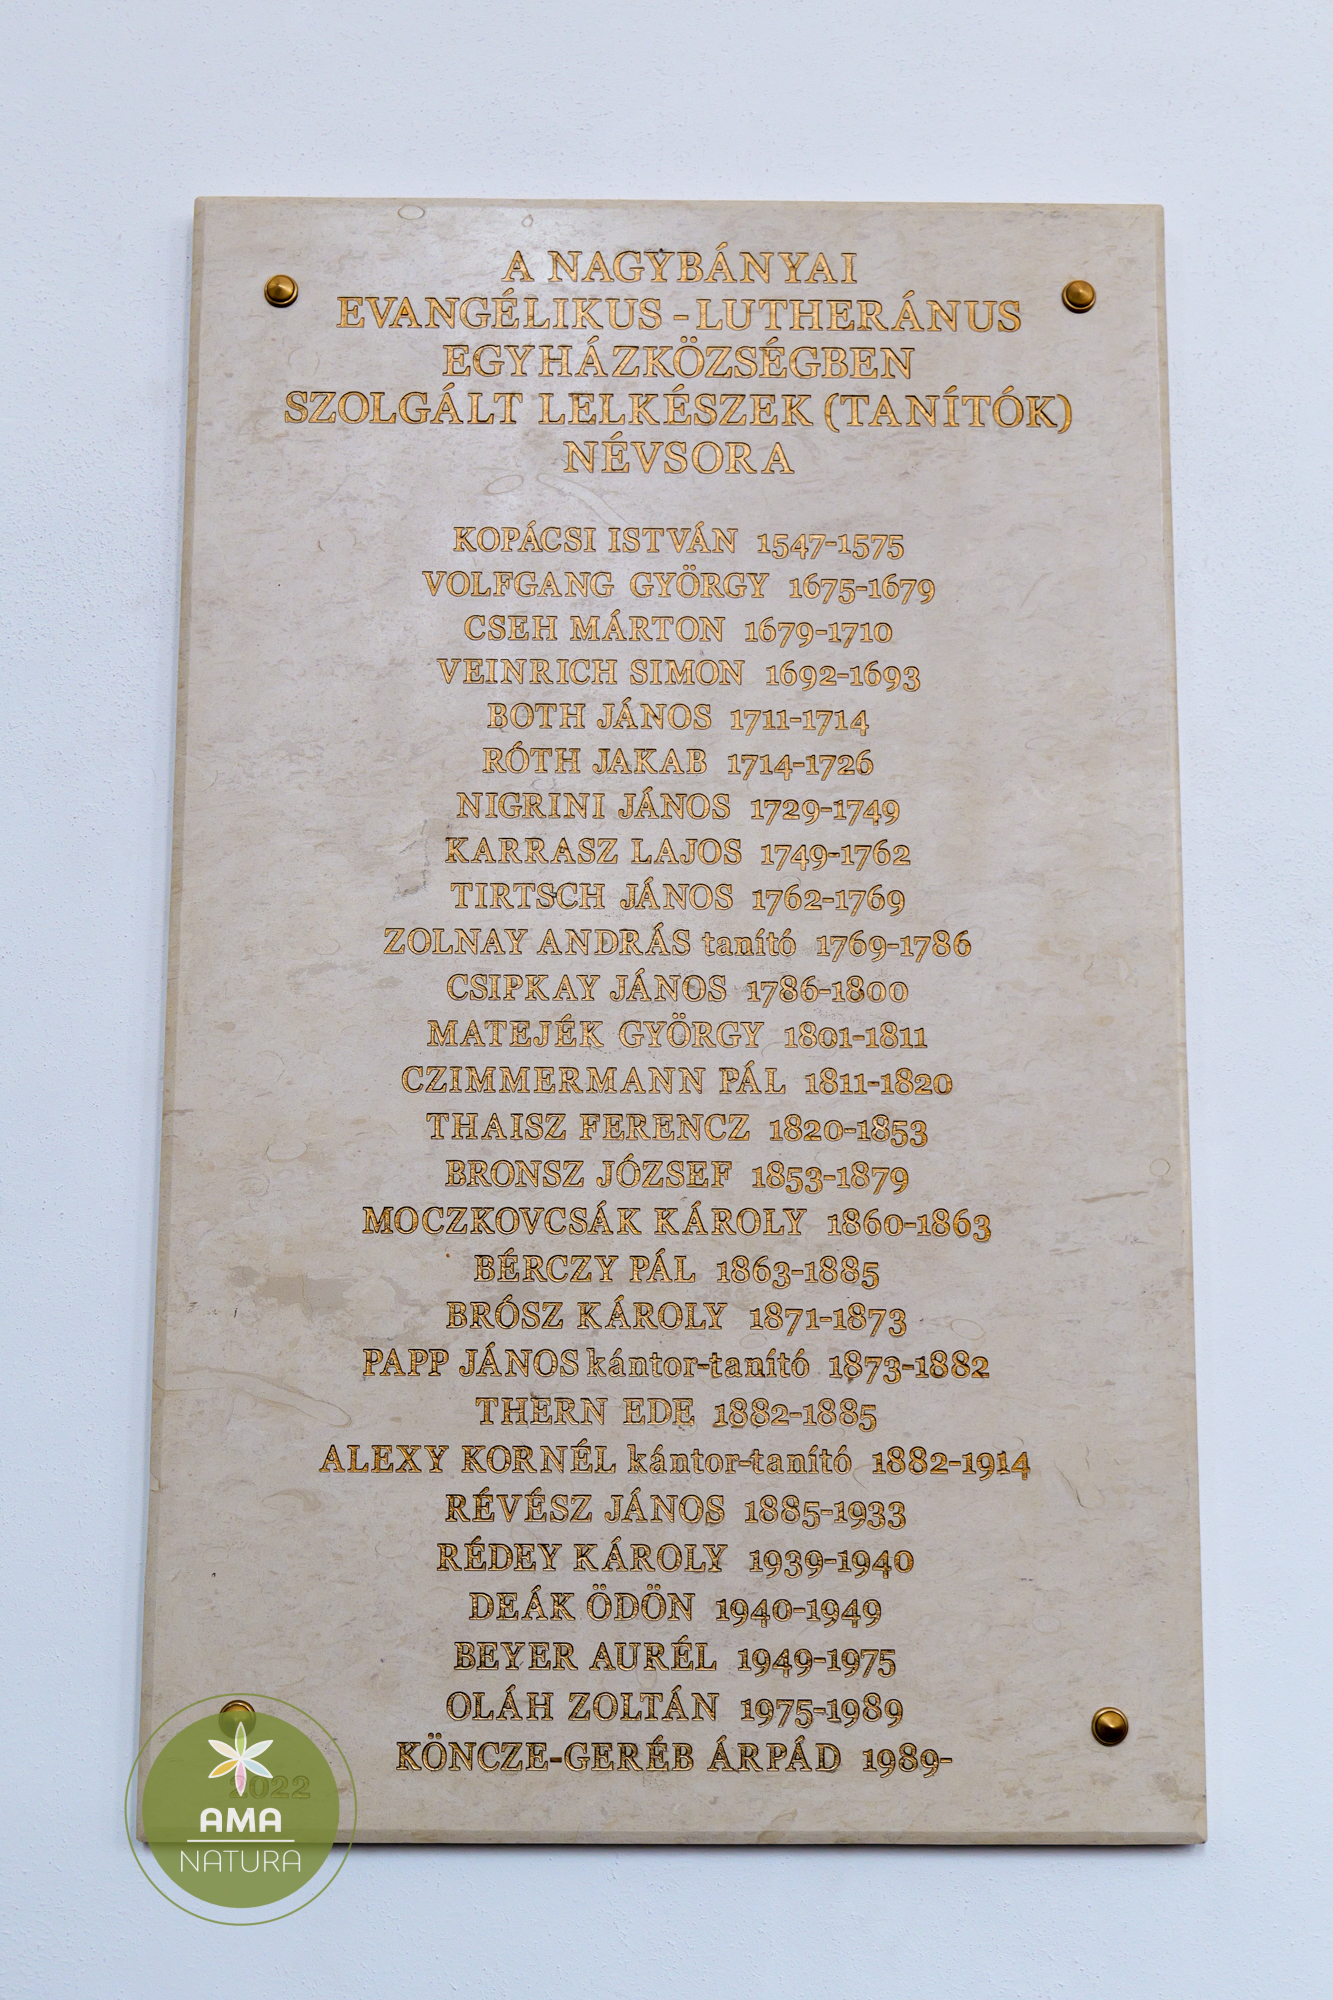 A NAGYBÁNYAI
EVANGÉLIKUS-LUTHERÁNUS
EGYHÁZKÖZSÉGBEN
SZOLGÁLT LELKÉSZEK (TANÍTÓK)
NÉVSORA
KOPÁCSI ISTVÁN 1547-1575
VOLFGANG GYÖRGY 1675-1679
CSEH MÁRTON 1679-1710
VEINRICH SIMON 1692-1693
BOTH JÁNOS 1711-1714
RÓTH JAKAB 1714-1726
NIGRINI JÁNOS 1729-1749
KARRASZ LAJOS 1749-1762
TIRTSCH JÁNOS 1762-1769
ZOLNAY ANDRÁS tanító 1769-1786
CSIPKAY JÁNOS 1786-1800
MATEJÉK GYÖRGY 1801-1811
CZIMMERMANN PÁL 1811-1820
THAISZ FERENCZ 1820-1853
BRONSZ JÓZSEF 1853-1879
MOCZKOVCSÁK KÁROLY 1860-1863
BÉRCZY PÁL 1863-1885
BRÓSZ KÁROLY 1871-1873
PAPP JÁNOS kántor-tanító 1873-1882
THERN EDE 1882-1885
ALEXY KORNÉL kántor-tanító 1882-1914
RÉVÉSZ JÁNOS 1885-1933
RÉDEY KÁROLY 1939-1940
DEÁK ÖDÖN 1940-1949
BEYER AURÉL 1949-1975
OLÁH ZOLTÁN 1975-1989
KÖNCZE-GERÉB ÁRPÁD 1989-
2022
AMA
NATURA